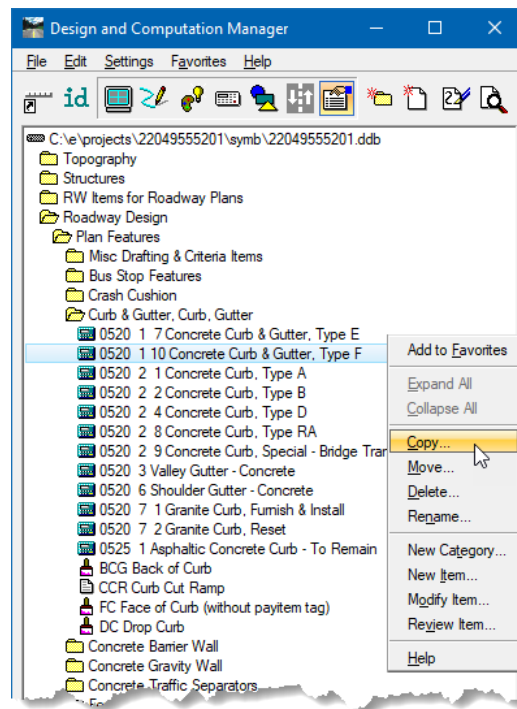 Design and Computation Manager
File Edit Settings Favorites Help
id
C:\e\projects\22049555201\symb\22049555201.ddb
Topography
Structures
RW Items for Roadway Plans
Roadway Design
Plan Features
Misc Drafting & Criteria Items
Bus Stop Features
Crash Cushion
Curb & Gutter, Curb, Gutter
0520 1 7 Concrete Curb & Gutter, Type E
0520 1 10 Concrete Curb & Gutter, Type F
0520 2 1 Concrete Curb, Type A
0520 2 2 Concrete Curb, Type B
0520 2 4 Concrete Curb, Type D
0520 2 8 Concrete Curb, Type RA
0520 2 9 Concrete Curb, Special - Bridge Tran
0520 3 Valley Gutter - Concrete
0520 6 Shoulder Gutter - Concrete
0520 7 1 Granite Curb, Furnish & Install
0520 7 2 Granite Curb, Reset
0525 1 Asphaltic Concrete Curb - To Remain
BCG Back of Curb
CCR Curb Cut Ramp
FC Face of Curb (without payitem tag)
DC Drop Curb
Concrete Barrier Wall
Concrete Gravity Wall
Concrete Traffic Separators
Add to Favorites
Expand All
Collapse All
Copy...
Move...
Delete...
Rename...
New Category...
New Item...
Modify Item...
Review Item...
Help